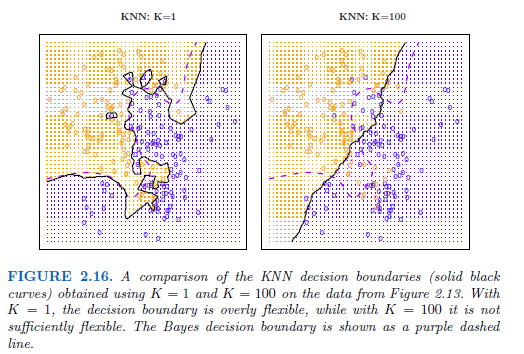 KNN: K=1
KNN: K=100
FIGURE 2.16. A comparison of the KNN decision boundaries (solid black
curves) obtained using K = 1 and K = 100 on the data from Figure 2.13. With
K = 1, the decision boundary is overly flexible, while with K = 100 it is not
sufficiently flexible. The Bayes decision boundary is shown as a purple dashed
line.